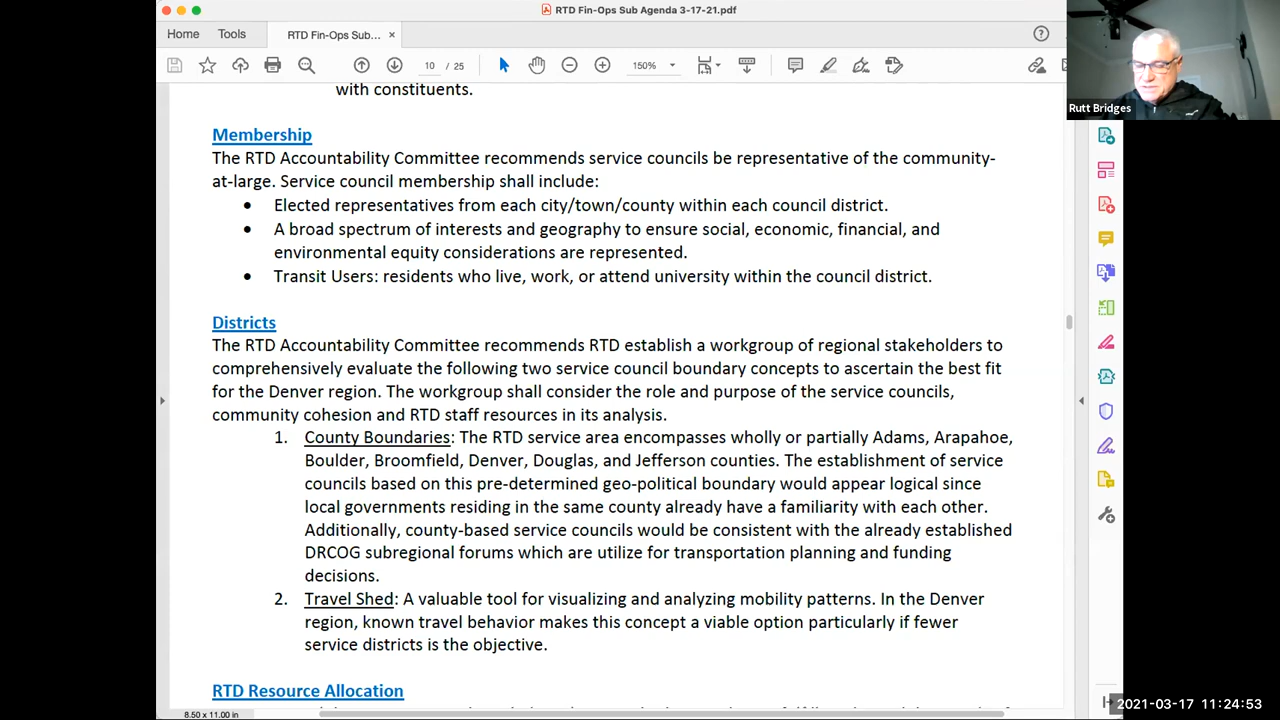 RTD Fin-Ops Sub Agenda 3-17-21.pdf
Home Tools RTD Fin-Ops Sub... ×
10 / 25 150%
Rutt Bridges
with constituents.
Membership
The RTD Accountability Committee recommends service councils be representative of the community-
at-large. Service council membership shall include:
• Elected representatives from each city/town/county within each council district.
• A broad spectrum of interests and geography to ensure social, economic, financial, and
environmental equity considerations are represented.
• Transit Users: residents who live, work, or attend university within the council district.
Districts
The RTD Accountability Committee recommends RTD establish a workgroup of regional stakeholders to
comprehensively evaluate the following two service council boundary concepts to ascertain the best fit
for the Denver region. The workgroup shall consider the role and purpose of the service councils,
community cohesion and RTD staff resources in its analysis.
1. County Boundaries: The RTD service area encompasses wholly or partially Adams, Arapahoe,
Boulder, Broomfield, Denver, Douglas, and Jefferson counties. The establishment of service
councils based on this pre-determined geo-political boundary would appear logical since
local governments residing in the same county already have a familiarity with each other.
Additionally, county-based service councils would be consistent with the already established
DRCOG subregional forums which are utilize for transportation planning and funding
decisions.
2. Travel Shed: A valuable tool for visualizing and analyzing mobility patterns. In the Denver
region, known travel behavior makes this concept a viable option particularly if fewer
service districts is the objective.
RTD Resource Allocation
8.50 x 11.00 in
2021-03-17 11:24:53